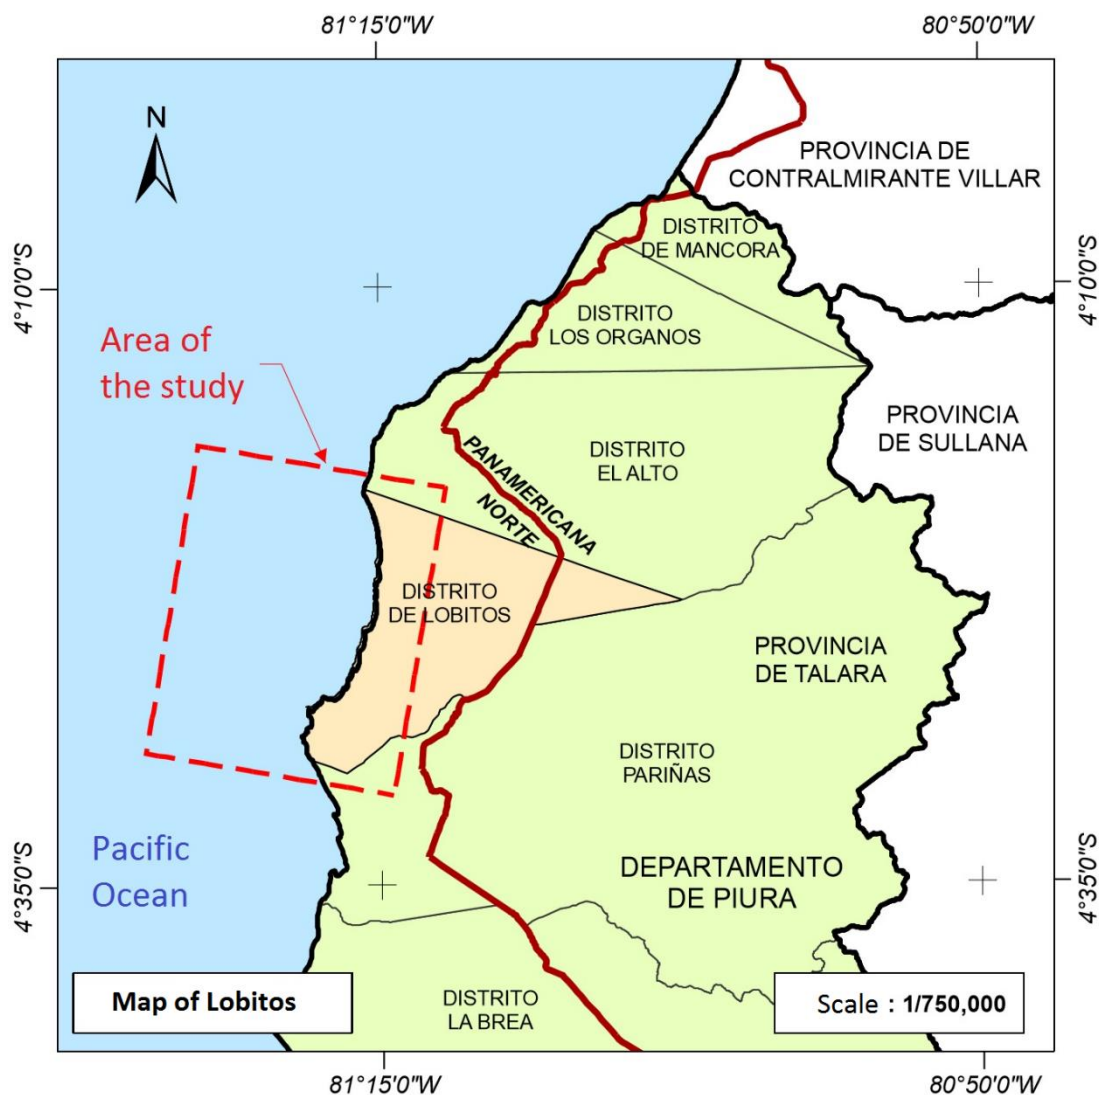 81°15'0"W
80°50'0"W
N
PROVINCIA DE
CONTRALMIRANTE VILLAR
DISTRITO
DE MANCORA
4°10'0"S
4°10'0"S
DISTRITO
LOS ORGANOS
Area of
the study
PROVINCIA
DE SULLANA
DISTRITO
EL ALTO
PANAMERICANA
NORTE
DISTRITO
DE LOBITOS
PROVINCIA
DE TALARA
DISTRITO
PARIÑAS
Pacific
Ocean
DEPARTAMENTO
DE PIURA
4°35'0"S
4°35'0"S
Map of Lobitos
DISTRITO
LA BREA
Scale : 1/750,000
81°15'0"W
80°50'0"W